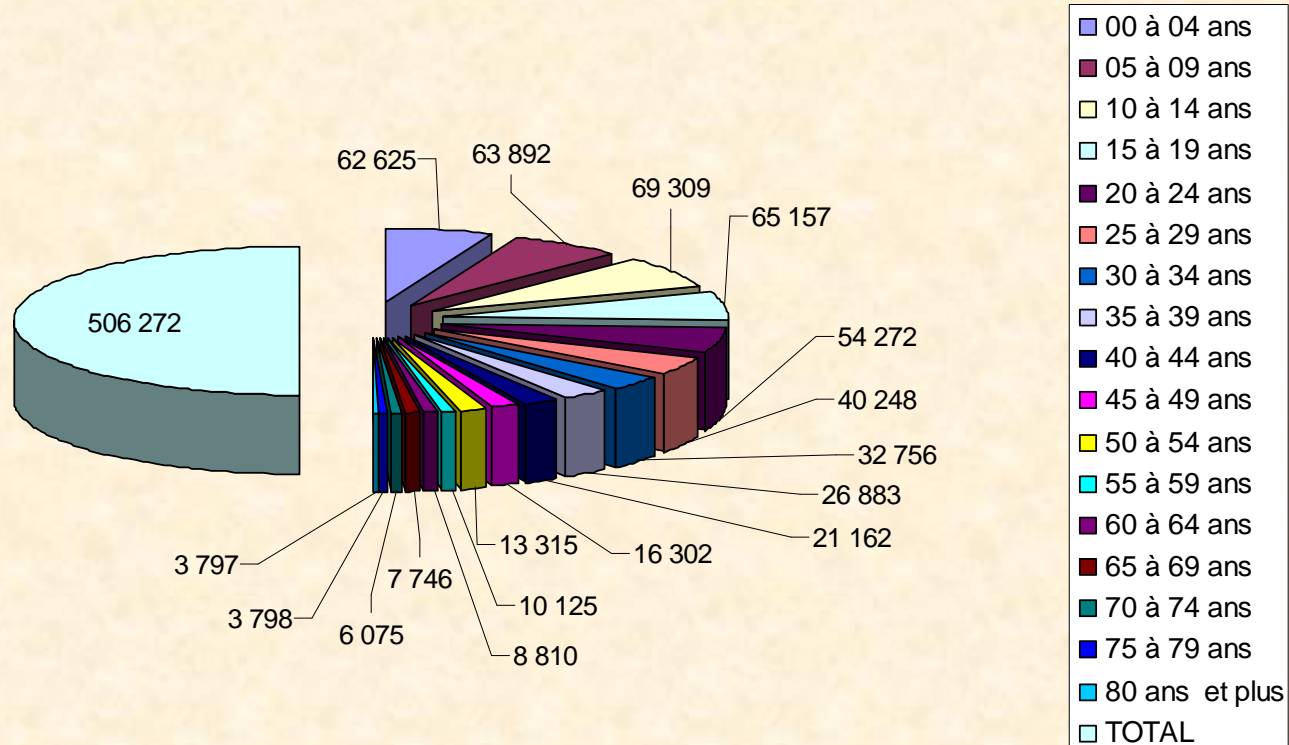 62 625
63 892
69 309
65 157
506 272
54 272
40 248
32 756
26 883
21 162
16 302
13 315
10 125
8 810
7 746
6 075
3 798
3 797
00 à 04 ans
05 à 09 ans
10 à 14 ans
15 à 19 ans
20 à 24 ans
25 à 29 ans
30 à 34 ans
35 à 39 ans
40 à 44 ans
45 à 49 ans
50 à 54 ans
55 à 59 ans
60 à 64 ans
65 à 69 ans
70 à 74 ans
75 à 79 ans
80 ans et plus
TOTAL